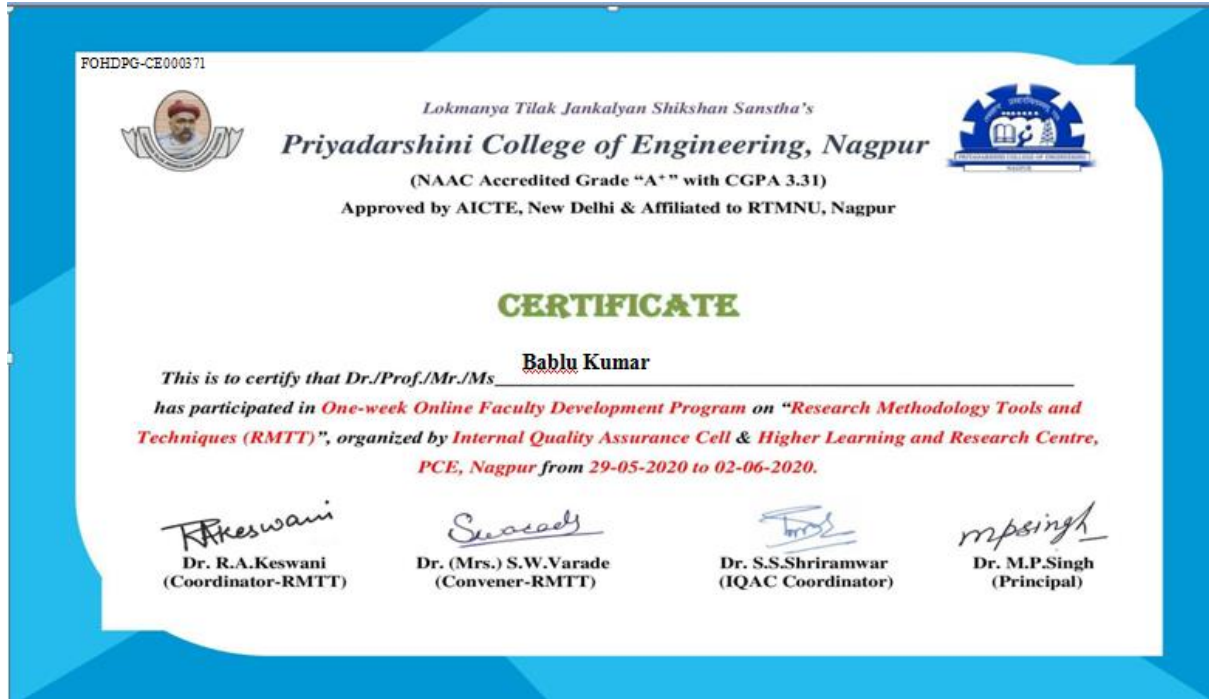 FOHDPG-CE000371
Lokmanya Tilak Jankalyan Shikshan Sanstha's
Priyadarshini College of Engineering, Nagpur
(NAAC Accredited Grade “A+” with CGPA 3.31)
Approved by AICTE, New Delhi & Affiliated to RTMNU, Nagpur
PRIYADARSHINI COLLEGE OF ENGINEERING
NAGPUR
CERTIFICATE
Bablu Kumar
This is to certify that Dr./Prof./Mr./Ms
has participated in One-week Online Faculty Development Program on “Research Methodology Tools and
Techniques (RMTT)”, organized by Internal Quality Assurance Cell & Higher Learning and Research Centre,
PCE, Nagpur from 29-05-2020 to 02-06-2020.
RAKeswani
mpsingh
Dr. R.A.Keswani
Dr. (Mrs.) S.W.Varade
Dr. S.S.Shriramwar
Dr. M.P.Singh
(Coordinator-RMTT)
(Convener-RMTT)
(IQAC Coordinator)
(Principal)